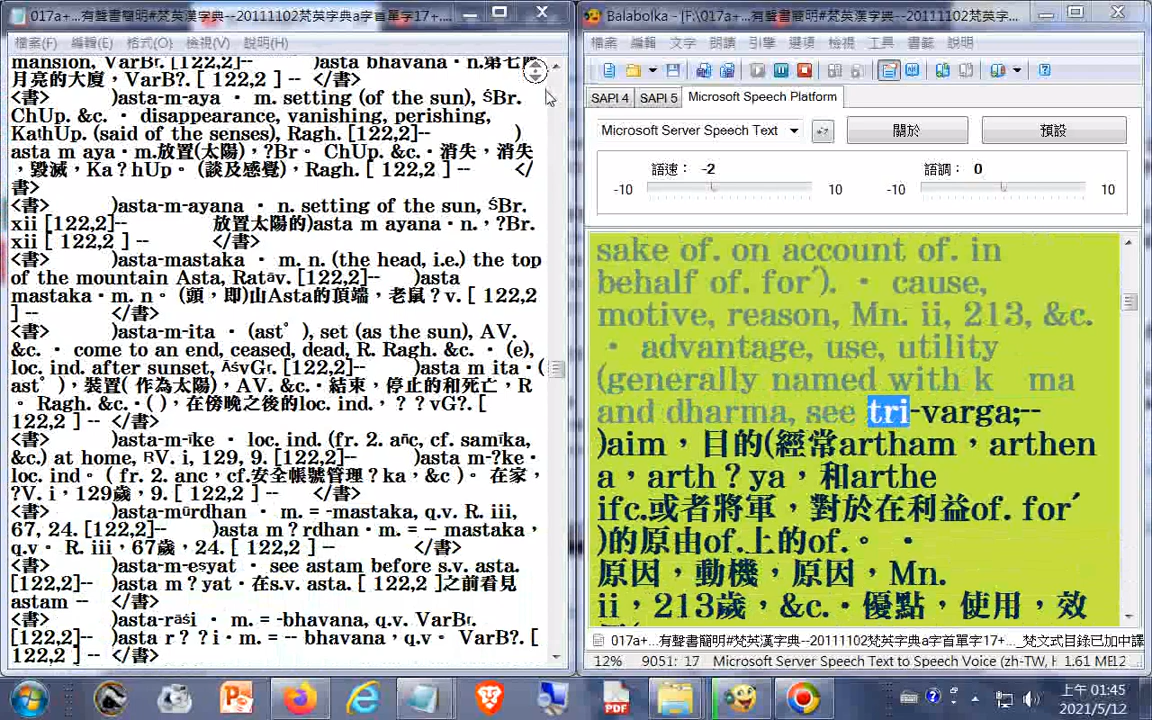 017a+...有聲書簡明#梵英漢字典--20111102梵英字典a字首單字17+...
檔案(F) 編輯(E) 格式(O) 檢視(V) 說明(H)
mansion, VarBr. [122,2] )asta bhavana‧n.第七
月亮的大廈，VarB?. [ 122,2 ] -- </書>
<書> )asta-m-aya ‧ m. setting (of the sun), ŚBr.
ChUp. &c. ‧ disappearance, vanishing, perishing,
KathUp. (said of the senses), Ragh. [122,2]-- )
asta m aya‧m.放置(太陽)，?Br。 ChUp. &c.‧消失，消失
，毀滅，Ka？hUp。(談及感覺)，Ragh. [ 122,2 ] -- </
書>
<書> )asta-m-ayana ‧ n. setting of the sun, ŚBr.
xii [122,2]-- 放置太陽的)asta m ayana‧n.，?Br.
xii [ 122,2 ] -- </書>
<書> )asta-mastaka ‧ m. n. (the head, i.e.) the top
of the mountain Asta, Ratāv. [122,2]-- )asta
mastaka‧m. n。(頭，即)山Asta的頂端，老鼠？v. [ 122,2
] -- </書>
<書> )asta-m-ita ‧ (ast°), set (as the sun), AV.
&c. ‧ come to an end, ceased, dead, R. Ragh. &c. ‧ (e),
loc. ind. after sunset, ĀśvGr. [122,2]-- )asta m ita‧(
ast°)，裝置( 作為太陽)，AV. &c.‧結束，停止的和死亡，R
。Ragh. &c.‧( )，在傍晚之後的loc. ind.，？？vG?. [
122,2 ] -- </書>
<書> )asta-m-īke ‧ loc. ind. (fr. 2. añc, cf. samīka,
&c.) at home, RV. i, 129, 9. [122,2]-- )asta m-?ke‧
loc. ind。( fr. 2. anc，cf.安全帳號管理？ka，&c )。在家，
?V. i，129歲，9. [ 122,2 ] -- </書>
<書> )asta-mūrdhan ‧ m. = -mastaka, q.v. R. iii,
67, 24. [122,2]-- )asta m？rdhan‧m. = -- mastaka，
q.v。R. iii，67歲，24. [ 122,2 ] -- </書>
<書> )asta-m-eṣyat ‧ see astam before s.v. asta.
[122,2]-- )asta m？yat‧在s.v. asta. [ 122,2 ]之前看見
astam -- </書>
<書> )asta-rāśi ‧ m. = -bhavana, q.v. VarBr.
[122,2]-- )asta r？？i‧m. = -- bhavana，q.v。VarB?. [
122,2 ] -- </書>
Balabolka - [F:\017a+...有聲書簡明#梵英漢字典--20111102梵英字...
檔案 編輯 文字 朗讀 引擎 選項 檢視 工具 書籤 說明
SAPI 4 SAPI 5 Microsoft Speech Platform
Microsoft Server Speech Text 關於 預設
語速： -2 語調： 0
-10 10 -10 10
sake of. on account of. in
behalf of. for′). ‧ cause,
motive, reason, Mn. ii, 213, &c.
‧ advantage, use, utility
(generally named with k ma
and dharma, see tri-varga;--
)aim，目的(經常artham，arthen
a，arth？ya，和arthe
ifc.或者將軍，對於在利益of. for′
)的原由of.上的of.。‧
原因，動機，原因，Mn.
ii，213歲，&c.‧優點，使用，效
017a+...有聲書簡明#梵英漢字典--20111102梵英字典a字首單字17+..._梵文式目錄已加中譯
12% 9051: 17 Microsoft Server Speech Text to Speech Voice (zh-TW, H 1.61 ME12
上午 01:45
2021/5/12